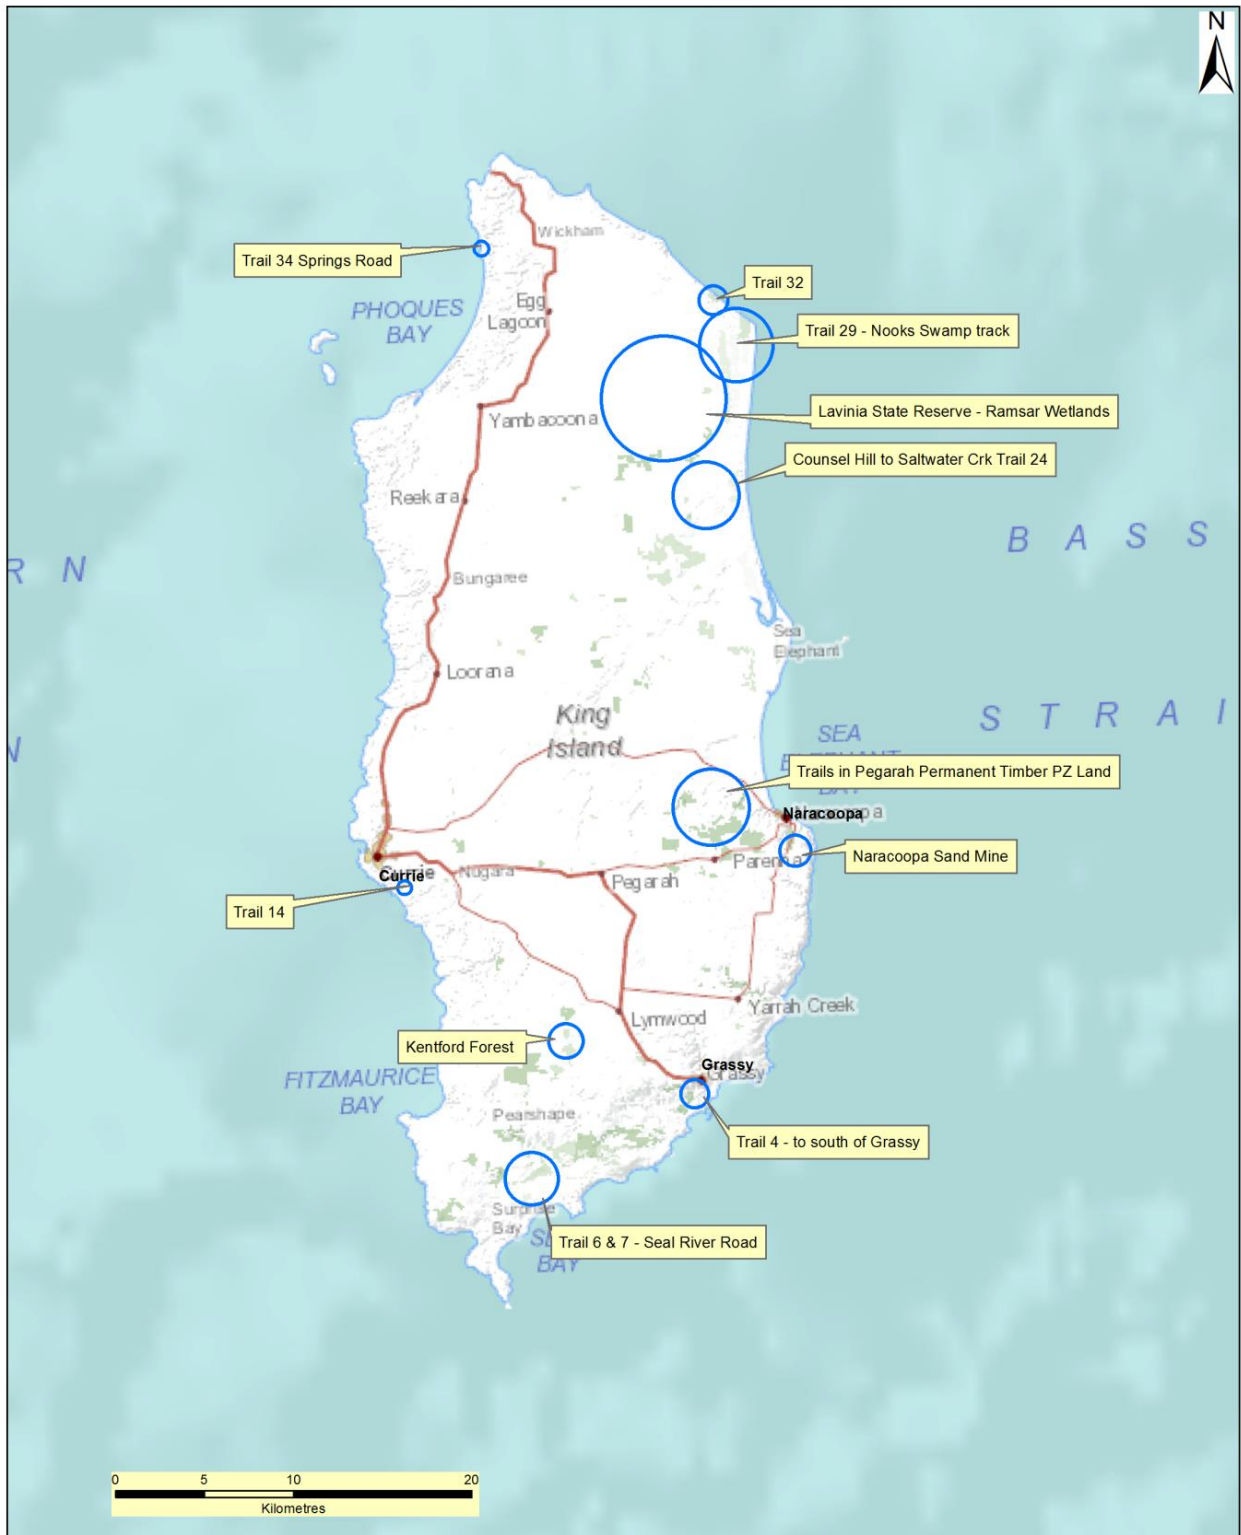 N
Wickham
Trail 34 Springs Road
Trail 32
PHOQUES
BAY
Egg
Lagoon
Trail 29 - Nooks Swamp track
Yambacoona
Lavinia State Reserve - Ramsar Wetlands
Counsel Hill to Saltwater Crk Trail 24
Reekara
B A S S
R N
Bungaree
Sea
Elephant
Loorana
King
Island
S T R A I
N
SEA
BAY
Trails in Pegarah Permanent Timber PZ Land
Naracoopa
Parenna
Naracoopa Sand Mine
Currie
Nugara
Pegarah
Trail 14
Yarrah Creek
Lymwood
Kentford Forest
Grassy
Grassy
FITZMAURICE
BAY
Pearshape
Trail 4 - to south of Grassy
Surprise
Bay
Trail 6 & 7 - Seal River Road
BAY
0 5 10 20
Kilometres